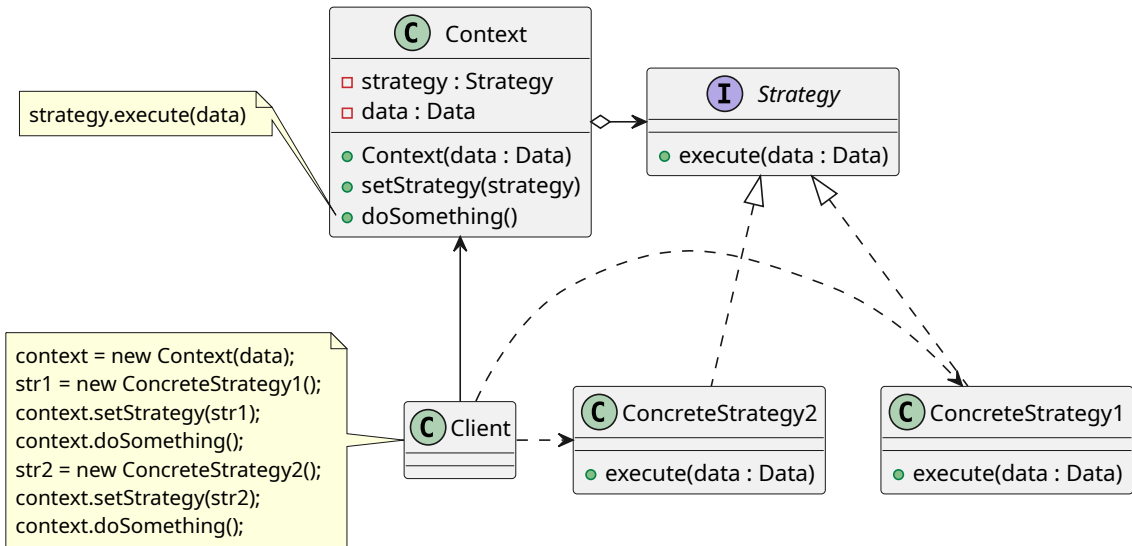 C Context
strategy : Strategy
data : Data
Context(data : Data)
setStrategy(strategy)
doSomething()
strategy.execute(data)
I Strategy
execute(data : Data)
context = new Context(data);
str1 = new ConcreteStrategy1();
context.setStrategy(str1);
context.doSomething();
str2 = new ConcreteStrategy2();
context.setStrategy(str2);
context.doSomething();
C Client
C ConcreteStrategy2
execute(data : Data)
C ConcreteStrategy1
execute(data : Data)